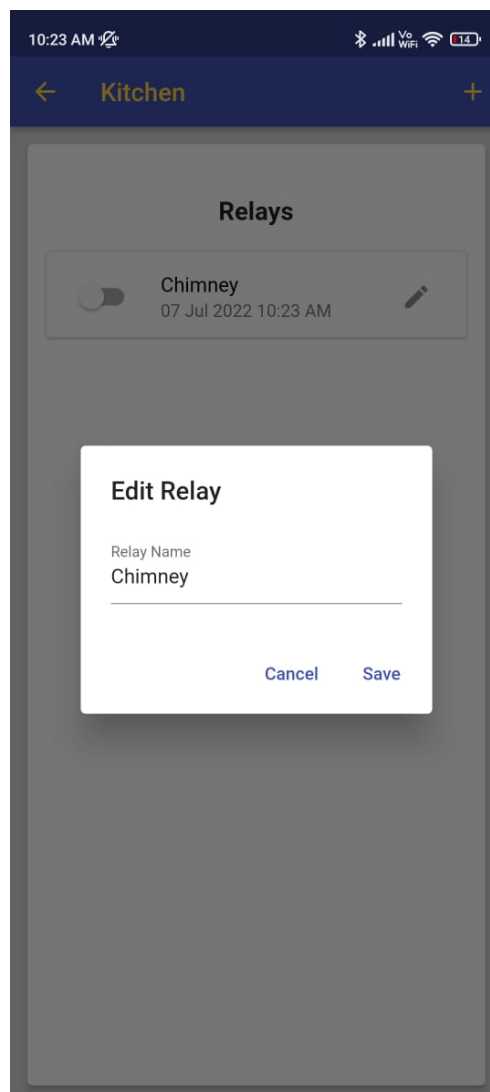 10:23 AM Vo WiFi 14
Kitchen
Relays
Chimney
07 Jul 2022 10:23 AM
Edit Relay
Relay Name
Chimney
Cancel Save